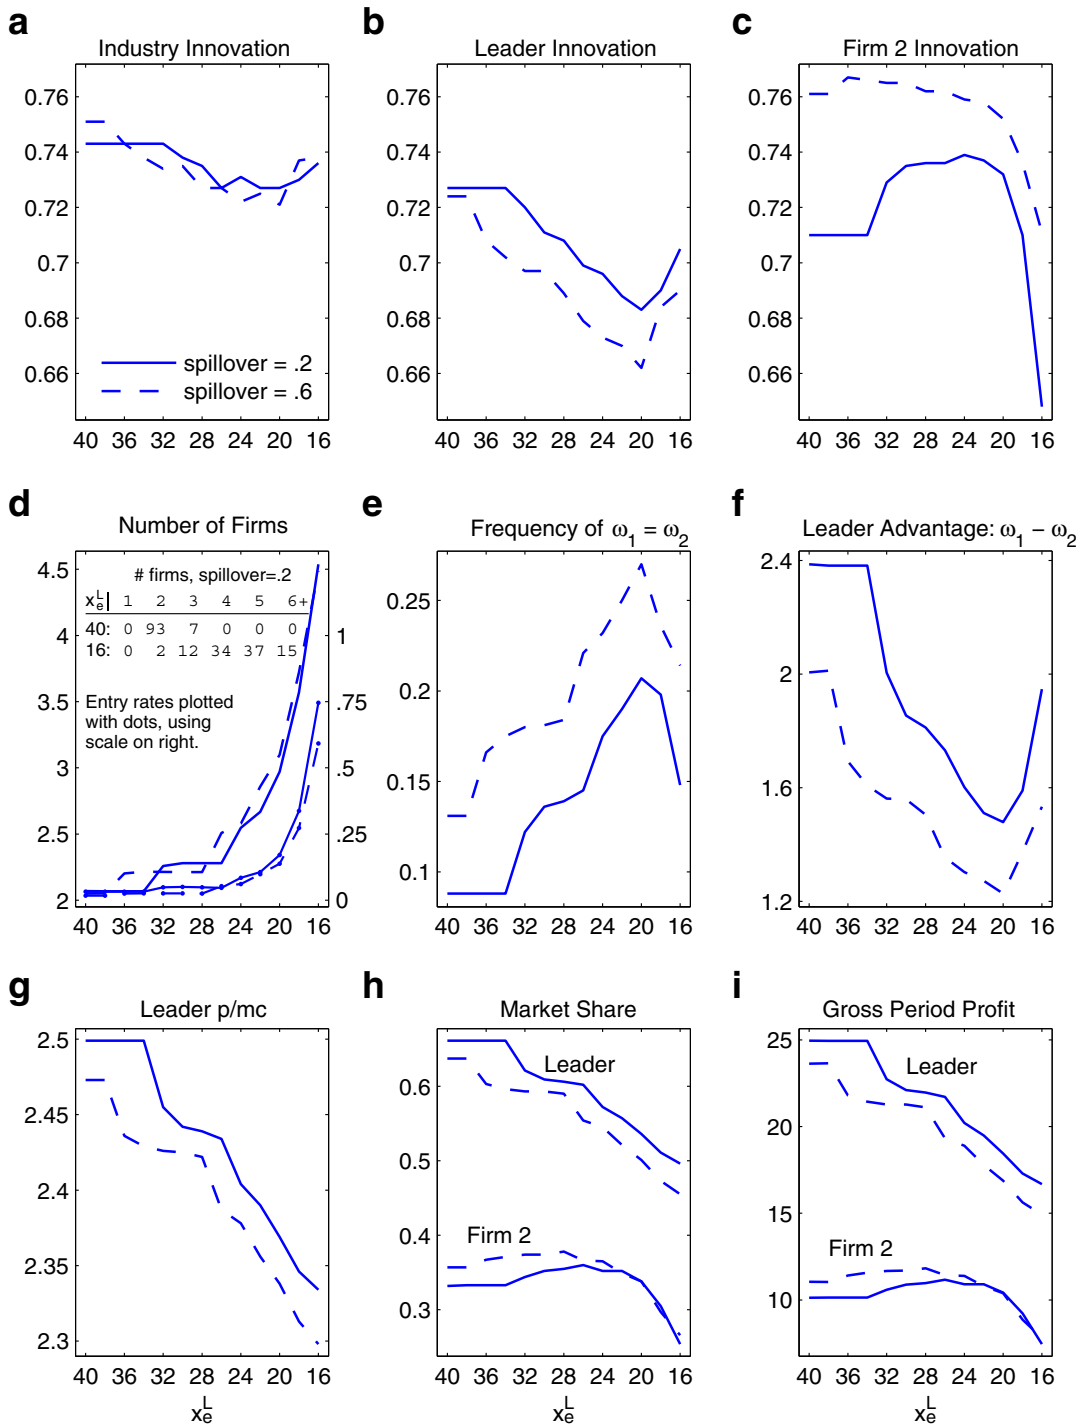 a
Industry Innovation
0.76
0.74
0.72
0.7
0.68
0.66
spillover = .2
spillover = .6
40 36 32 28 24 20 16
b
Leader Innovation
0.76
0.74
0.72
0.7
0.68
0.66
40 36 32 28 24 20 16
c
Firm 2 Innovation
0.76
0.74
0.72
0.7
0.68
0.66
40 36 32 28 24 20 16
d
Number of Firms
4.5
4
3.5
3
2.5
2
# firms, spillover=.2
x_e^L| 1 2 3 4 5 6+
40: 0 93 7 0 0 0
16: 0 2 12 34 37 15
Entry rates plotted
with dots, using
scale on right.
1
.75
.5
.25
0
40 36 32 28 24 20 16
e
Frequency of ω₁ = ω₂
0.25
0.2
0.15
0.1
40 36 32 28 24 20 16
f
Leader Advantage: ω₁ − ω₂
2.4
2
1.6
1.2
40 36 32 28 24 20 16
g
Leader p/mc
2.5
2.45
2.4
2.35
2.3
40 36 32 28 24 20 16
x_e^L
h
Market Share
0.6
0.5
0.4
0.3
Leader
Firm 2
40 36 32 28 24 20 16
x_e^L
i
Gross Period Profit
25
20
15
10
Leader
Firm 2
40 36 32 28 24 20 16
x_e^L